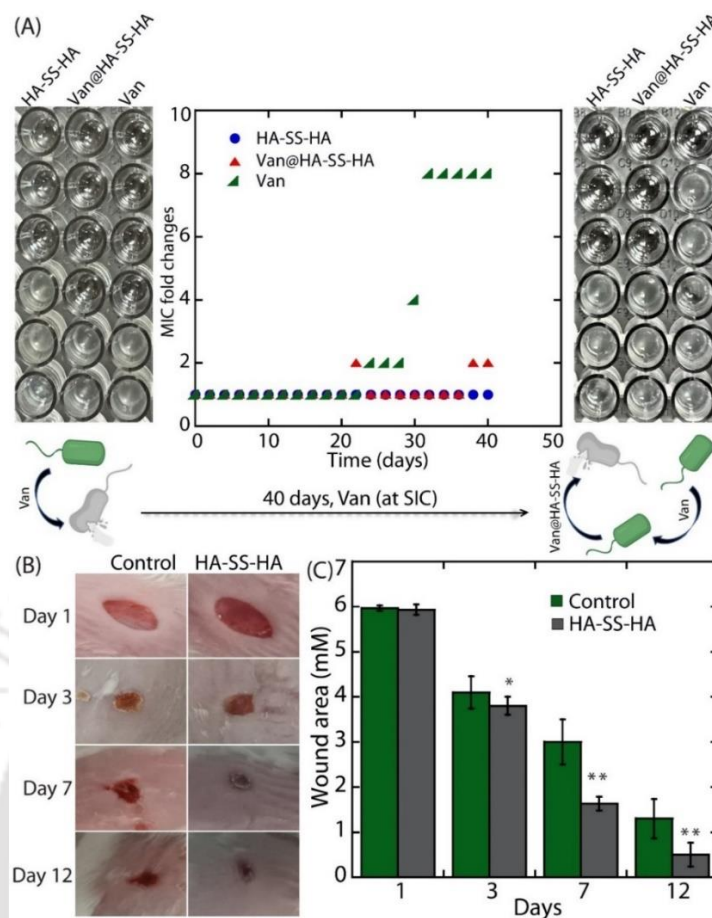 (A)
HA-SS-HA
Van@HA-SS-HA
Van
HA-SS-HA
Van@HA-SS-HA
Van
MIC fold changes
10
8
6
4
2
0
HA-SS-HA
Van@HA-SS-HA
Van
0 10 20 30 40 50
Time (days)
Van
40 days, Van (at SIC)
Van@HA-SS-HA
Van
(B)
Control HA-SS-HA
Day 1
Day 3
Day 7
Day 12
(C)
Wound area (mM)
7
6
5
4
3
2
1
0
Control
HA-SS-HA
*
**
**
1 3 7 12
Days